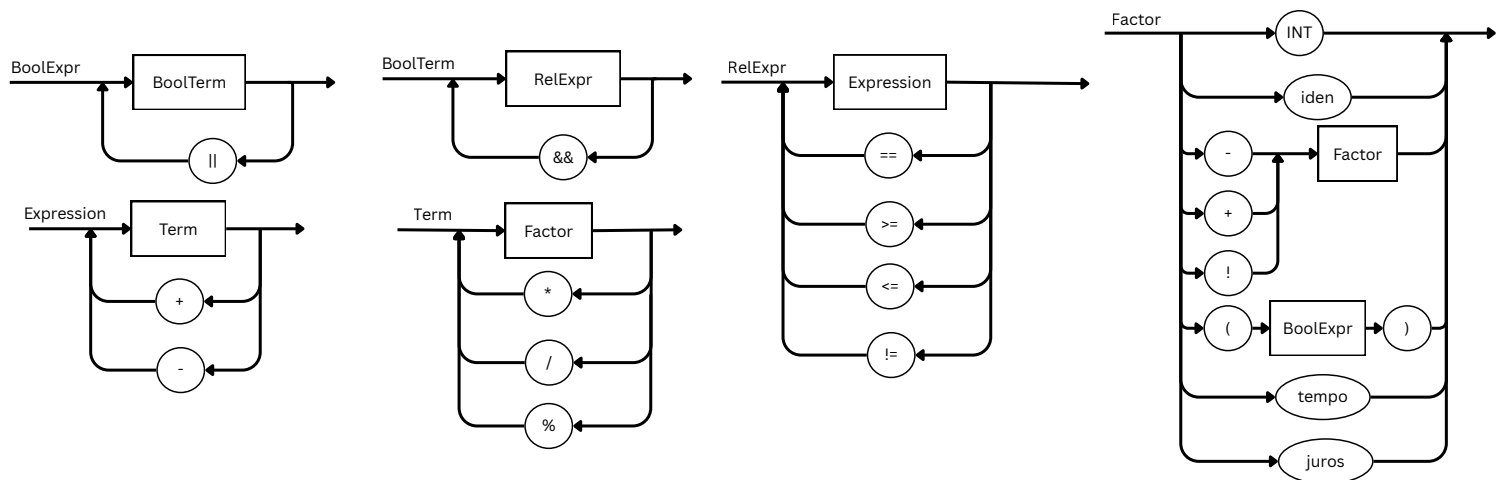 BoolExpr
BoolTerm
||
BoolTerm
RelExpr
&&
RelExpr
Expression
==
>=
<=
!=
Expression
Term
+
-
Term
Factor
*
/
%
Factor
INT
iden
-
Factor
+
!
( BoolExpr )
tempo
juros